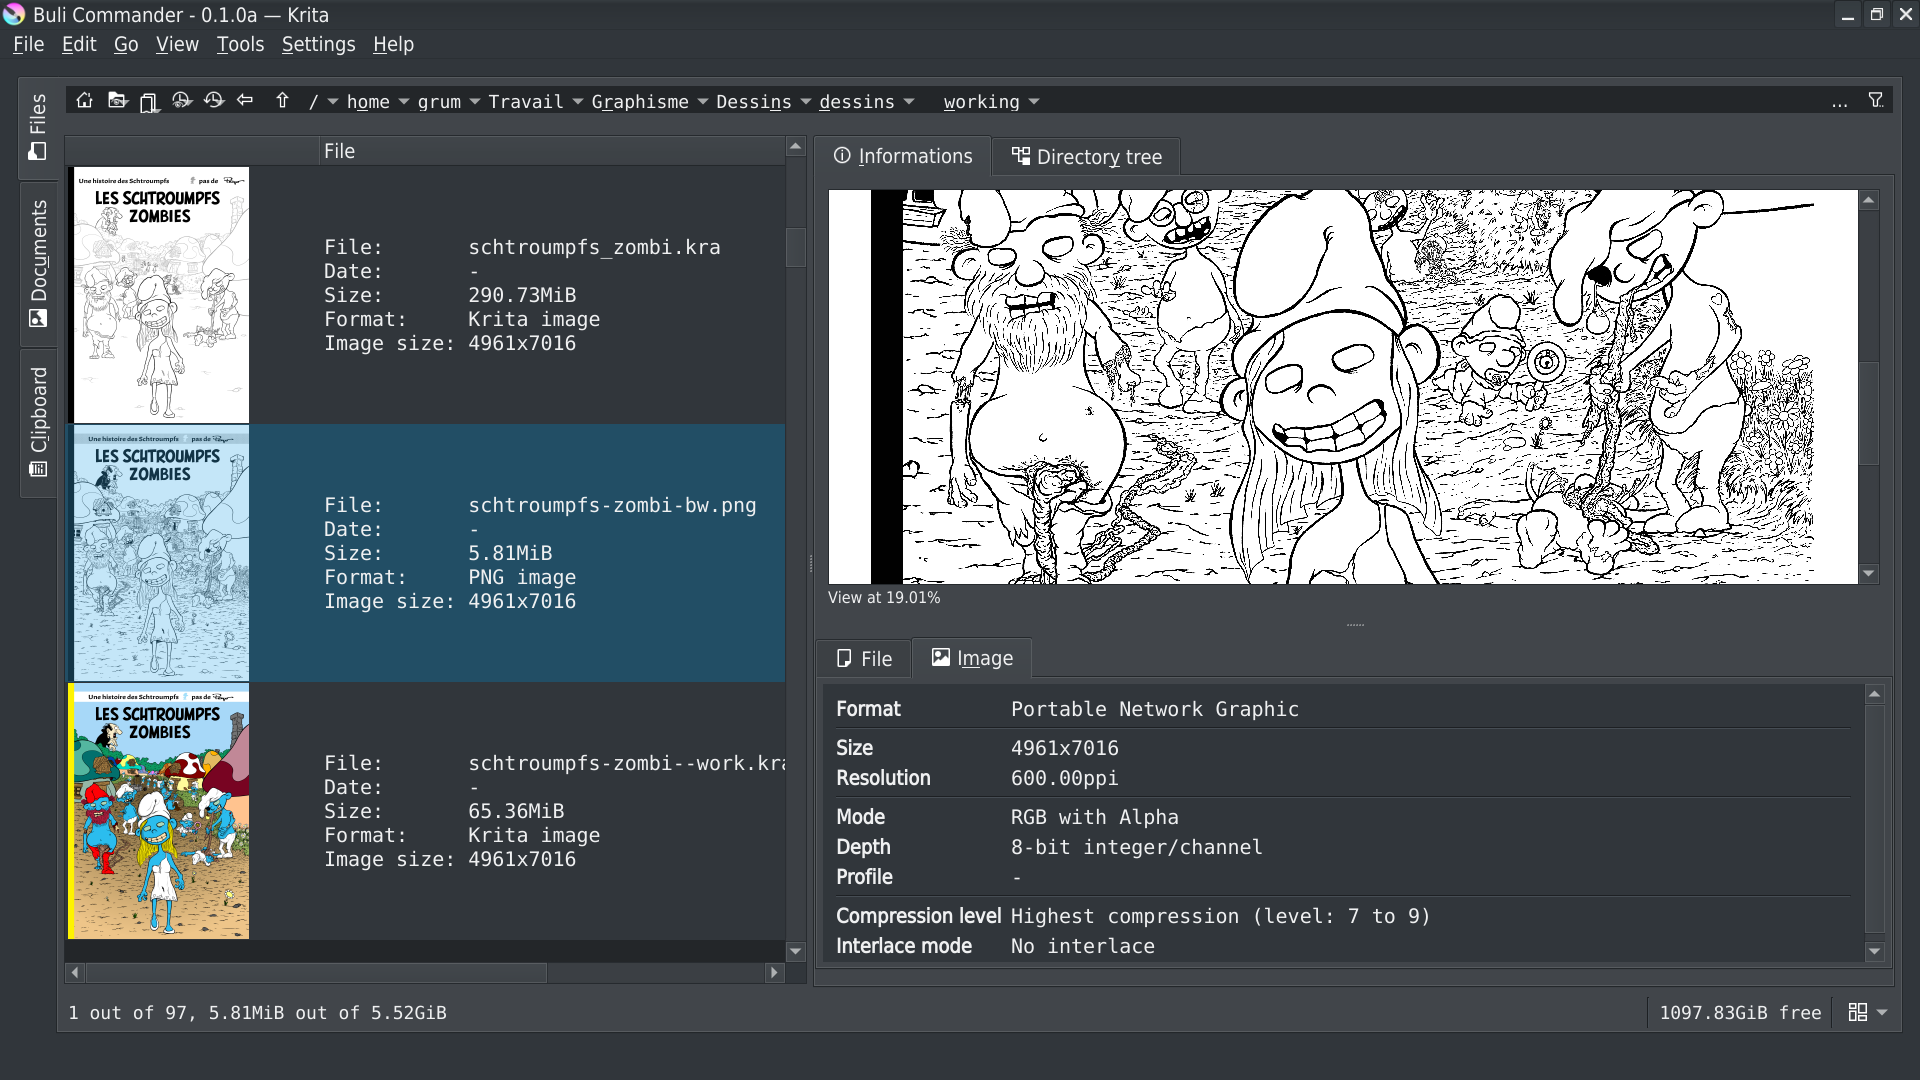 Buli Commander - 0.1.0a — Krita
File Edit Go View Tools Settings Help
Files
Documents
Clipboard
/ home grum Travail Graphisme Dessins dessins working ...
File
Une histoire des Schtroumpfs pas de Peyo
LES SCHTROUMPFS
ZOMBIES
File: schtroumpfs_zombi.kra
Date: -
Size: 290.73MiB
Format: Krita image
Image size: 4961x7016
Une histoire des Schtroumpfs pas de Peyo
LES SCHTROUMPFS
ZOMBIES
File: schtroumpfs-zombi-bw.png
Date: -
Size: 5.81MiB
Format: PNG image
Image size: 4961x7016
Une histoire des Schtroumpfs pas de Peyo
LES SCHTROUMPFS
ZOMBIES
File: schtroumpfs-zombi--work.kra
Date: -
Size: 65.36MiB
Format: Krita image
Image size: 4961x7016
Informations Directory tree
View at 19.01%
File Image
Format Portable Network Graphic
Size 4961x7016
Resolution 600.00ppi
Mode RGB with Alpha
Depth 8-bit integer/channel
Profile -
Compression level Highest compression (level: 7 to 9)
Interlace mode No interlace
1 out of 97, 5.81MiB out of 5.52GiB
1097.83GiB free